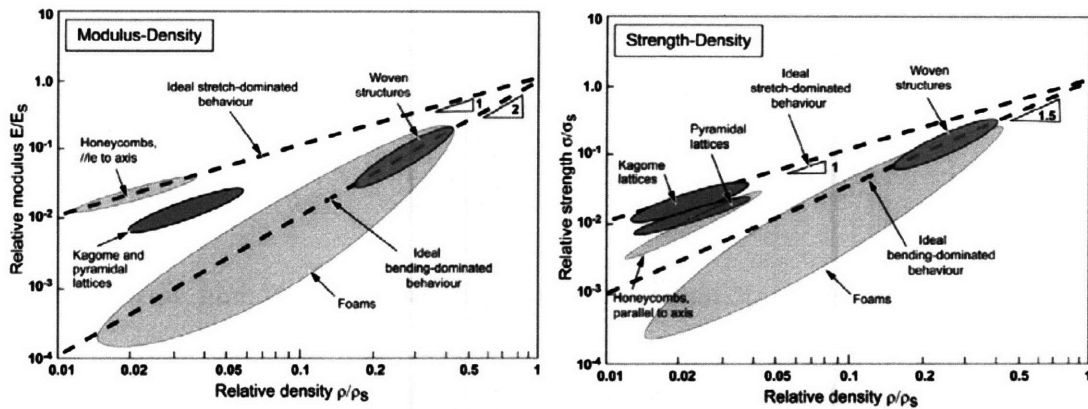 Modulus-Density
Relative modulus E/Es
1.0
10-1
10-2
10-3
10-4
0.01
0.02
0.05
0.1
0.2
0.5
1
Relative density ρ/ρs
Ideal stretch-dominated
behaviour
Woven
structures
1
2
Honeycombs,
//le to axis
Kagome and
pyramidal
lattices
Ideal
bending-dominated
behaviour
Foams
Strength-Density
Relative strength σ/σs
10
1.0
10-1
10-2
10-3
10-4
0.01
0.02
0.05
0.1
0.2
0.5
1
Relative density ρ/ρs
Ideal
stretch-dominated
behaviour
Woven
structures
Pyramidal
lattices
Kagome
lattices
1
1.5
Honeycombs,
parallel to axis
Ideal
bending-dominated
behaviour
Foams